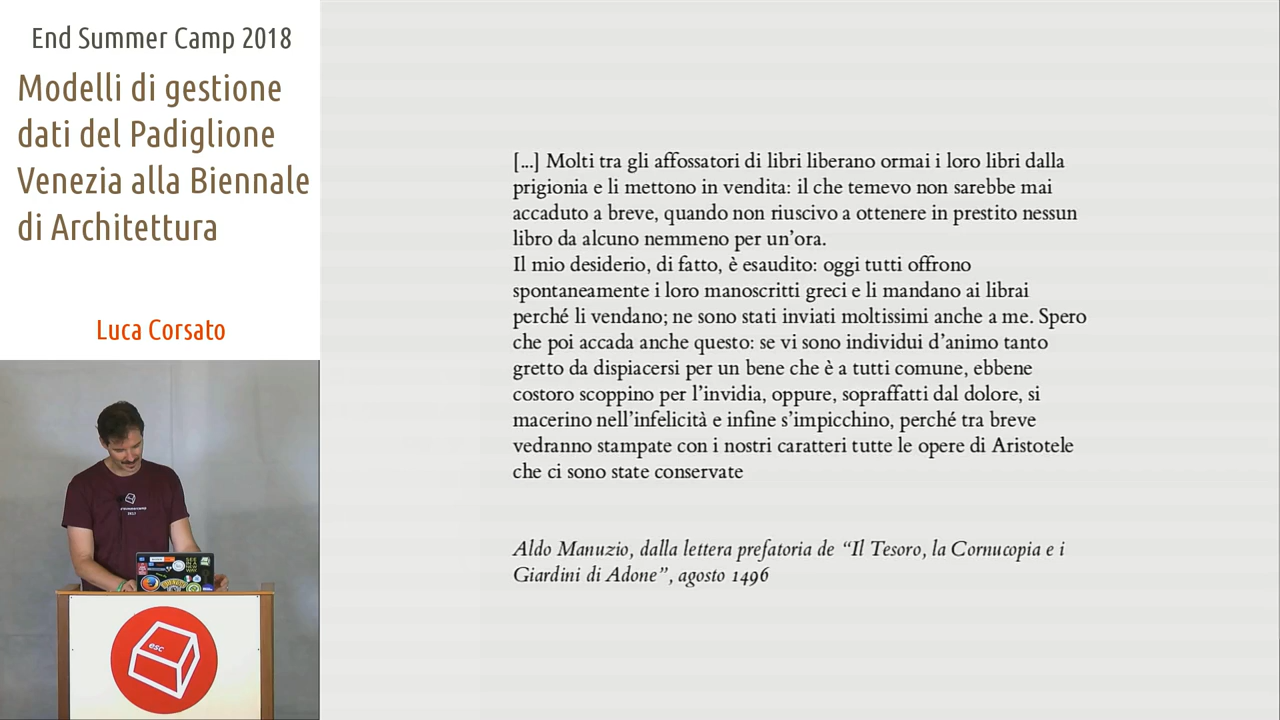 End Summer Camp 2018
Modelli di gestione
dati del Padiglione
Venezia alla Biennale
di Architettura
Luca Corsato
esc
[...] Molti tra gli affossatori di libri liberano ormai i loro libri dalla
prigionia e li mettono in vendita: il che temevo non sarebbe mai
accaduto a breve, quando non riuscivo a ottenere in prestito nessun
libro da alcuno nemmeno per un'ora.
Il mio desiderio, di fatto, è esaudito: oggi tutti offrono
spontaneamente i loro manoscritti greci e li mandano ai librai
perché li vendano; ne sono stati inviati moltissimi anche a me. Spero
che poi accada anche questo: se vi sono individui d'animo tanto
gretto da dispiacersi per un bene che è a tutti comune, ebbene
costoro scoppino per l'invidia, oppure, sopraffatti dal dolore, si
macerino nell'infelicità e infine s'impicchino, perché tra breve
vedranno stampate con i nostri caratteri tutte le opere di Aristotele
che ci sono state conservate
Aldo Manuzio, dalla lettera prefatoria de “Il Tesoro, la Cornucopia e i
Giardini di Adone”, agosto 1496